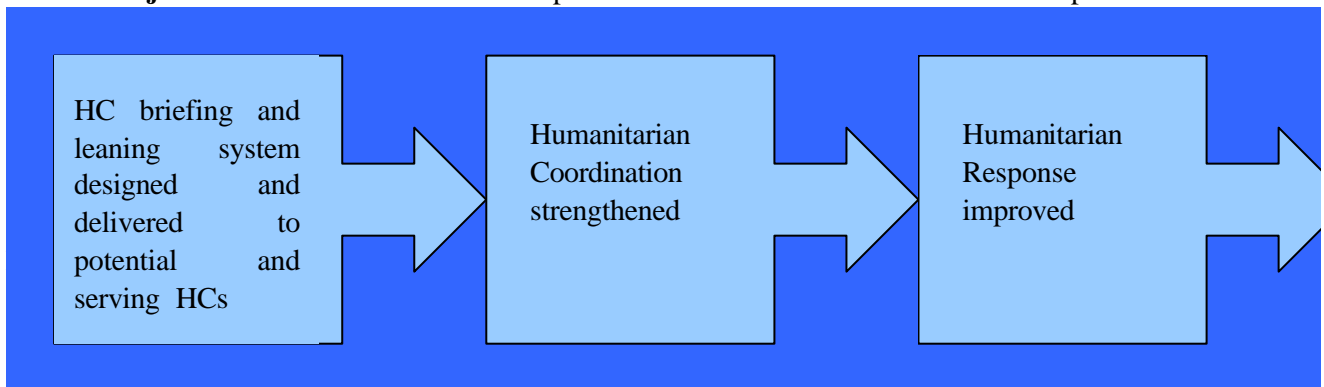 HC briefing and
leaning system
designed and
delivered to
potential and
serving HCs
Humanitarian
Coordination
strengthened
Humanitarian
Response
improved